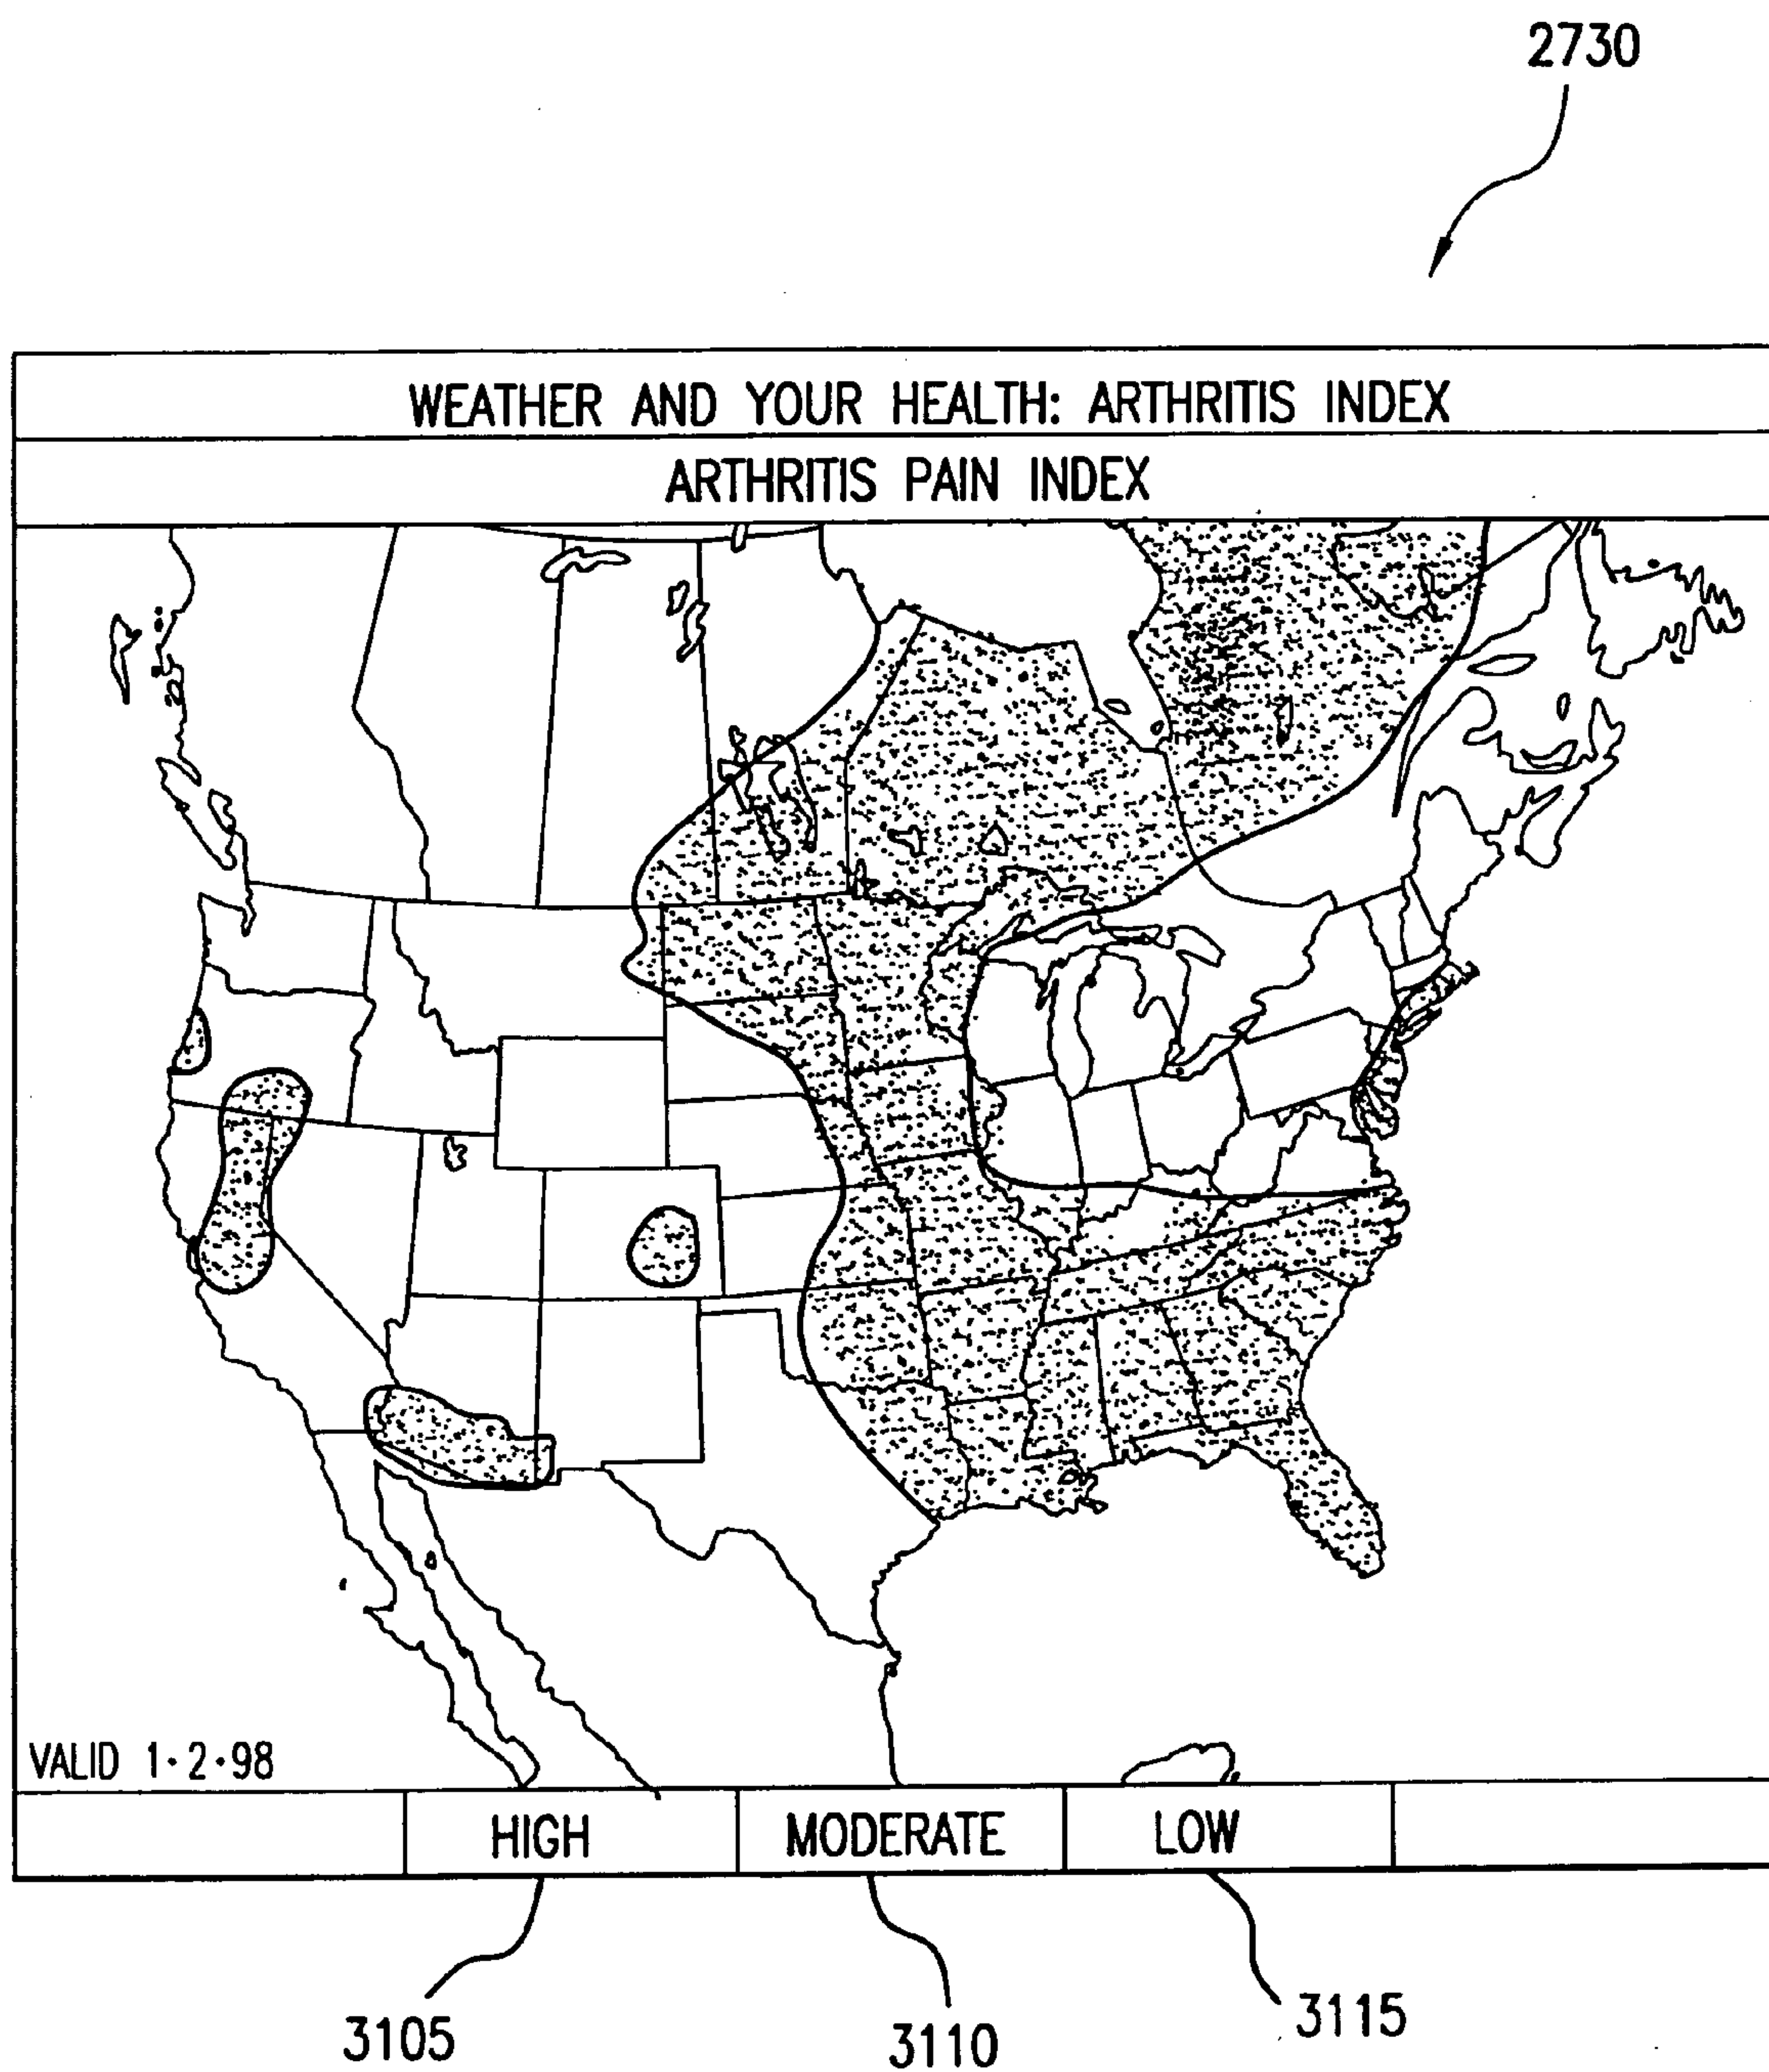 2730
WEATHER AND YOUR HEALTH: ARTHRITIS INDEX
ARTHRITIS PAIN INDEX
VALID 1·2·98
HIGH MODERATE LOW
3105 3110 3115